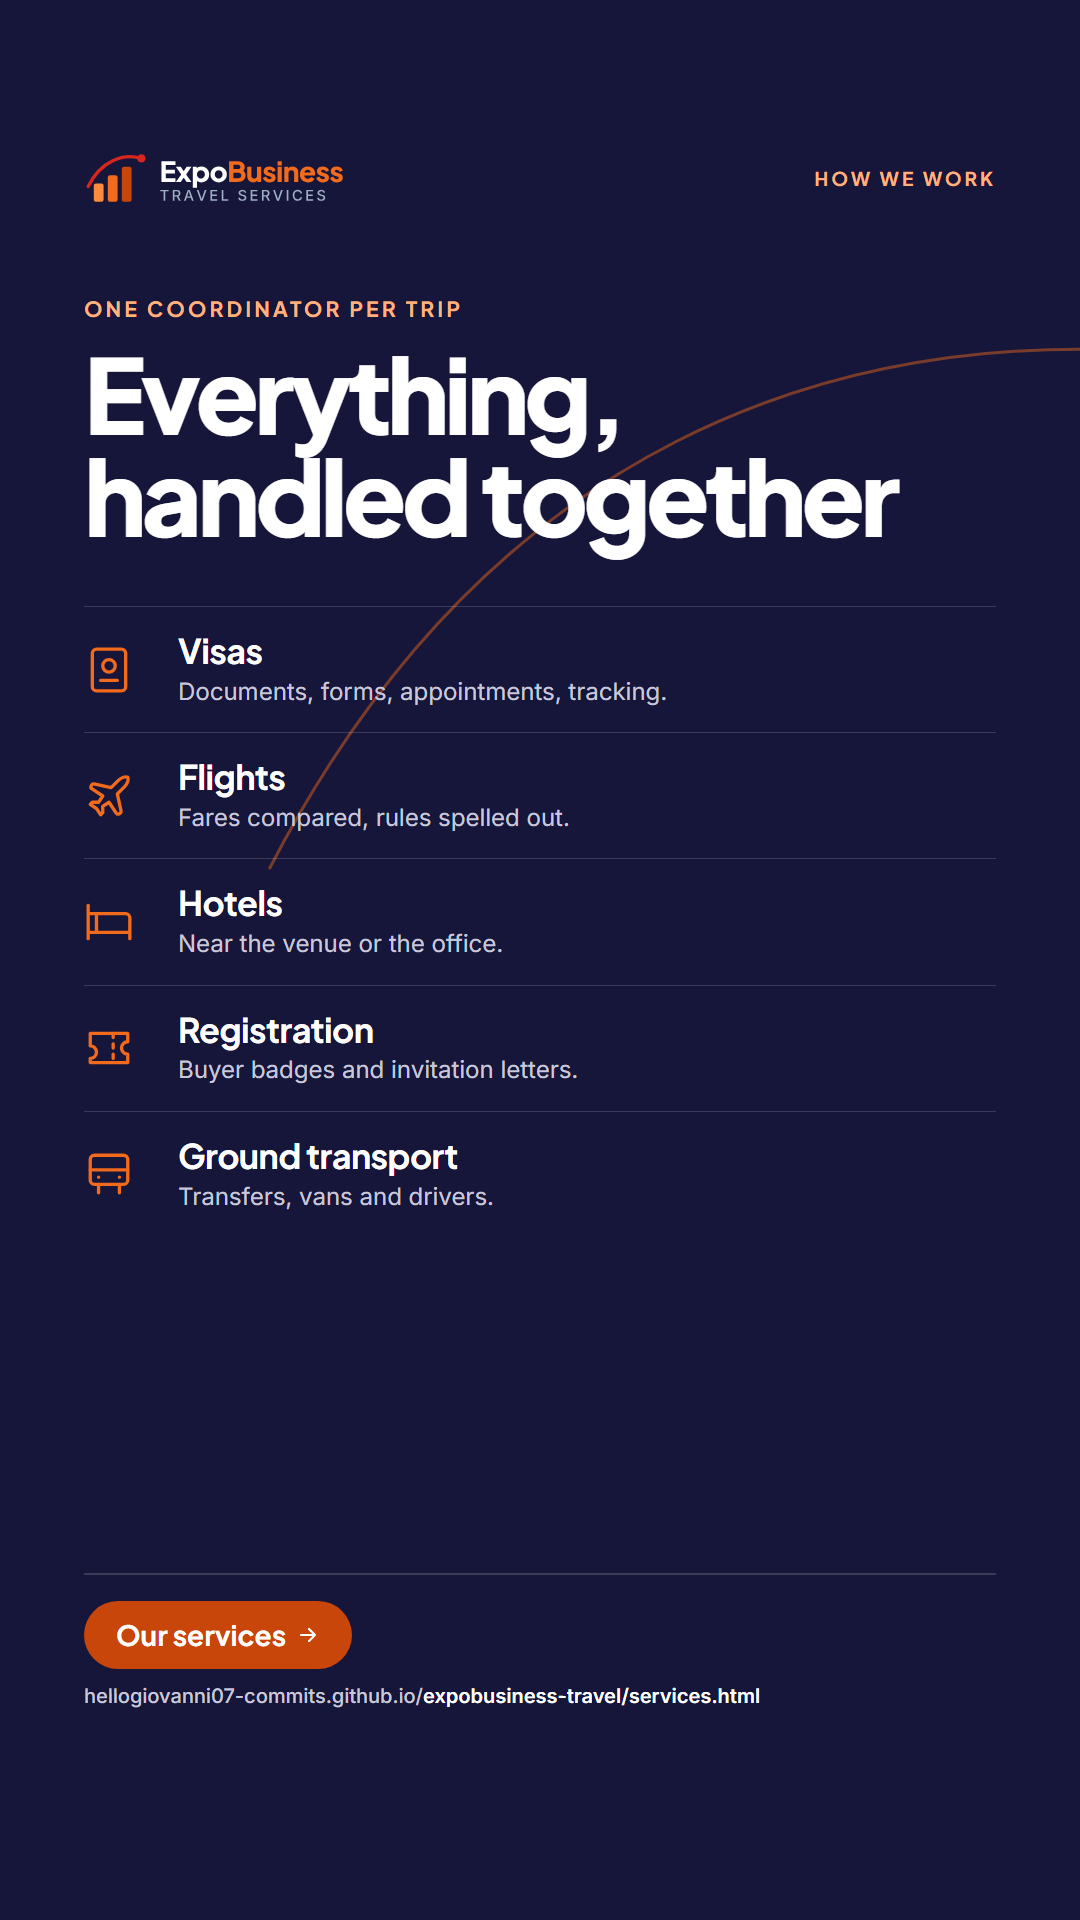 ExpoBusiness
TRAVEL SERVICES
HOW WE WORK
ONE COORDINATOR PER TRIP
Everything,
handled together
Visas
Documents, forms, appointments, tracking.
Flights
Fares compared, rules spelled out.
Hotels
Near the venue or the office.
Registration
Buyer badges and invitation letters.
Ground transport
Transfers, vans and drivers.
Our services →
hellogiovanni07-commits.github.io/expobusiness-travel/services.html